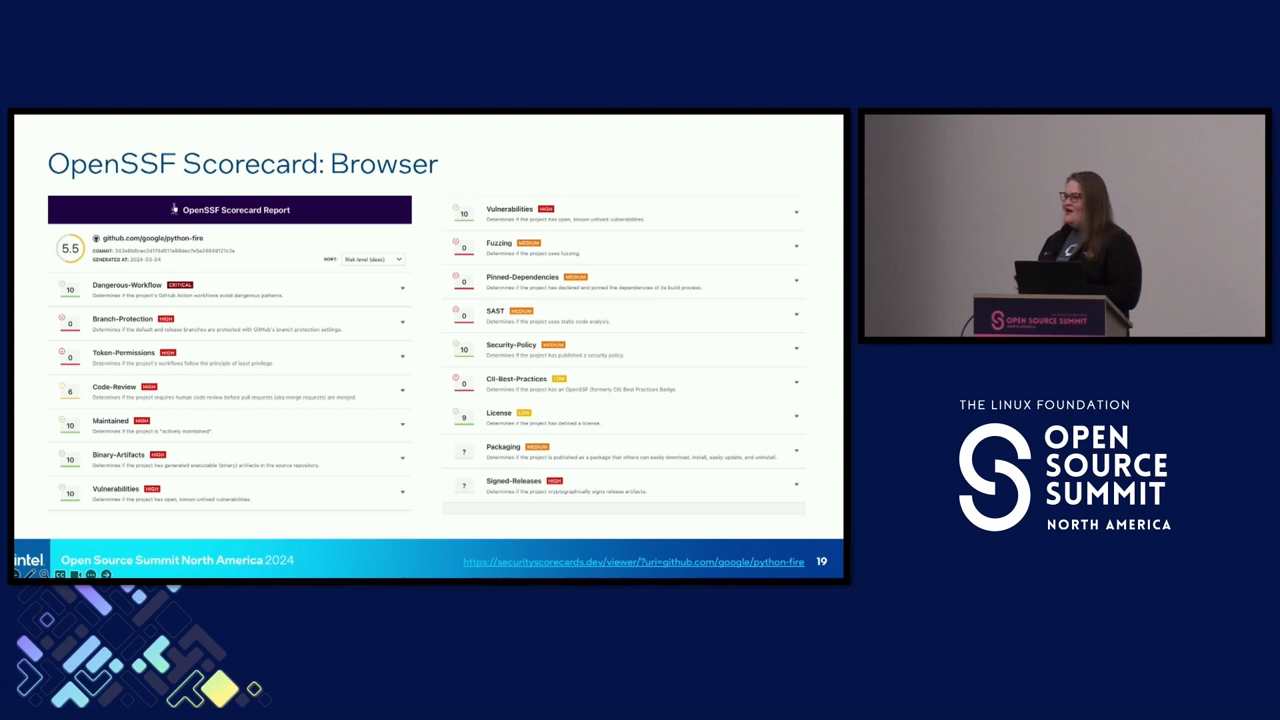 OpenSSF Scorecard: Browser
OpenSSF Scorecard Report
5.5
github.com/google/python-fire
COMMIT:
GENERATED AT: 2024-03-04
SORT: Risk level (desc)
10 Dangerous-Workflow CRITICAL
Determines if the project's GitHub Action workflows avoid dangerous patterns.
0 Branch-Protection HIGH
Determines if the default and release branches are protected with GitHub's branch protection settings.
0 Token-Permissions HIGH
Determines if the project's workflows follow the principle of least privilege.
6 Code-Review HIGH
Determines if the project requires human code review before pull requests (aka merge requests) are merged.
10 Maintained HIGH
Determines if the project is "actively maintained".
10 Binary-Artifacts HIGH
Determines if the project has generated executable (binary) artifacts in the source repository.
10 Vulnerabilities HIGH
Determines if the project has open, known unfixed vulnerabilities.
10 Vulnerabilities HIGH
Determines if the project has open, known unfixed vulnerabilities.
0 Fuzzing MEDIUM
Determines if the project uses fuzzing.
0 Pinned-Dependencies MEDIUM
Determines if the project has declared and pinned the dependencies of its build process.
0 SAST MEDIUM
Determines if the project uses static code analysis.
10 Security-Policy MEDIUM
Determines if the project has published a security policy.
0 CII-Best-Practices LOW
Determines if the project has an OpenSSF (formerly CII) Best Practices Badge.
9 License LOW
Determines if the project has defined a license.
? Packaging MEDIUM
Determines if the project is published as a package that others can easily download, install, easily update, and uninstall.
? Signed-Releases HIGH
Determines if the project cryptographically signs release artifacts.
intel
Open Source Summit North America 2024
https://securityscorecards.dev/viewer/?uri=github.com/google/python-fire
19
OPEN SOURCE SUMMIT
NORTH AMERICA
THE LINUX FOUNDATION
OPEN
SOURCE
SUMMIT
NORTH AMERICA